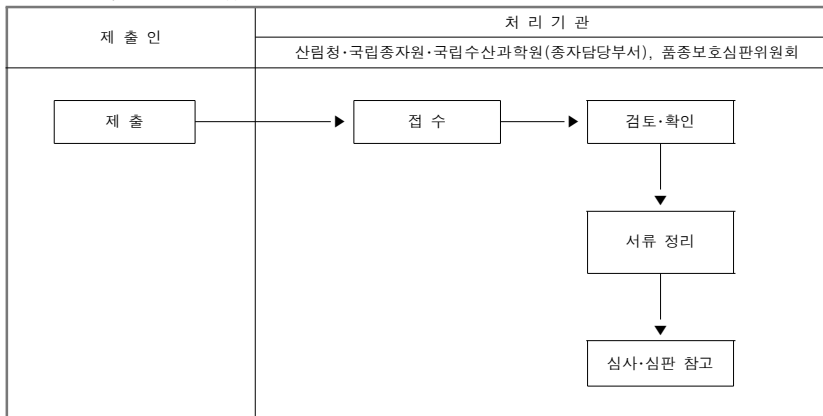 제 출 인
처 리 기 관
산림청·국립종자원·국립수산과학원(종자담당부서), 품종보호심판위원회
제 출
접 수
검토·확인
서류 정리
심사·심판 참고